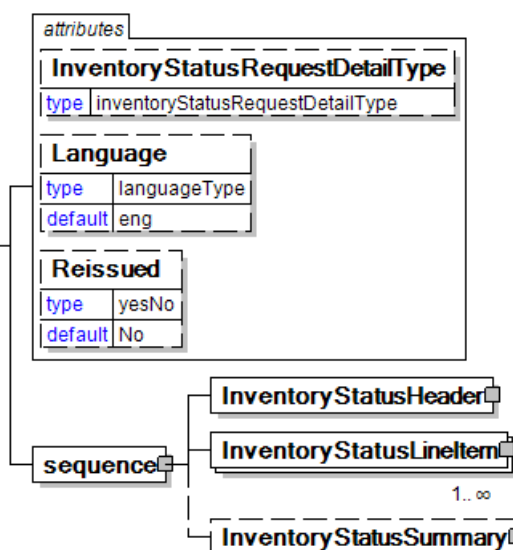 attributes
InventoryStatusRequestDetailType
type inventoryStatusRequestDetailType
Language
type languageType
default eng
Reissued
type yesNo
default No
InventoryStatusHeader
sequence
InventoryStatusLineItem
1.. ∞
InventoryStatusSummary